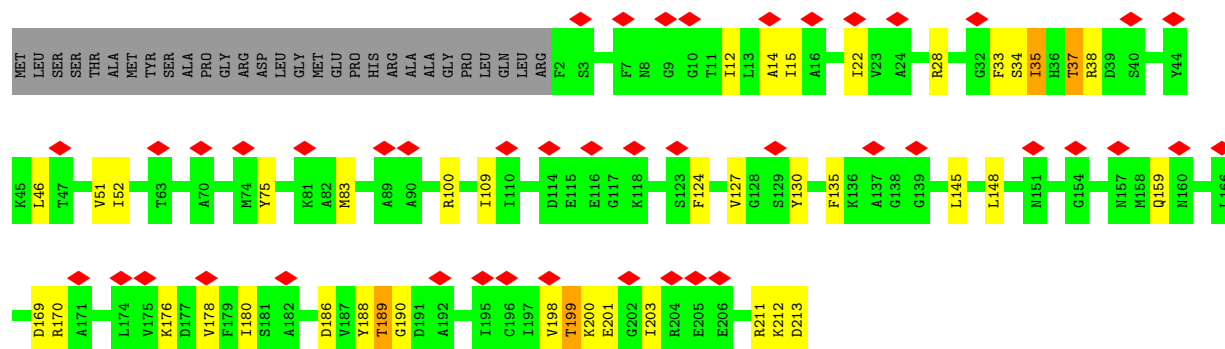 MET LEU SER SER THR ALA MET TYR SER ALA PRO GLY ARG ASP LEU GLY MET GLU PRO HIS ARG ALA ALA GLY PRO LEU GLN LEU ARG F2 S3 F7 N8 G9 G10 T11 I12 L13 A14 I15 A16 I22 V23 A24 R28 G32 F33 S34 I35 H36 T37 R38 D39 S40 Y44
K45 L46 T47 V51 I52 T63 A70 M74 Y75 K81 A82 M83 A89 A90 R100 I109 I110 D114 E115 E116 G117 K118 S123 F124 V127 G128 S129 Y130 F135 K136 A137 G138 G139 L145 L148 N151 G154 N157 M158 Q159 N160 L166
D169 R170 A171 L174 V175 K176 D177 V178 F179 I180 S181 A182 D186 V187 Y188 T189 G190 D191 A192 I195 C196 I197 V198 T199 K200 E201 G202 I203 R204 E205 E206 R211 K212 D213